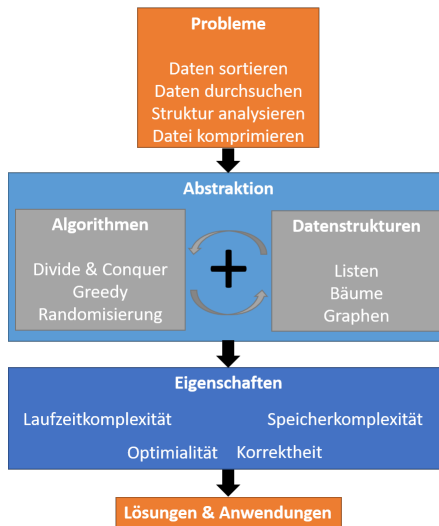 Probleme
Daten sortieren
Daten durchsuchen
Struktur analysieren
Datei komprimieren
Abstraktion
Algorithmen
Divide & Conquer
Greedy
Randomisierung
+
Datenstrukturen
Listen
Bäume
Graphen
Eigenschaften
Laufzeitkomplexität Speicherkomplexität
Optimialität Korrektheit
Lösungen & Anwendungen